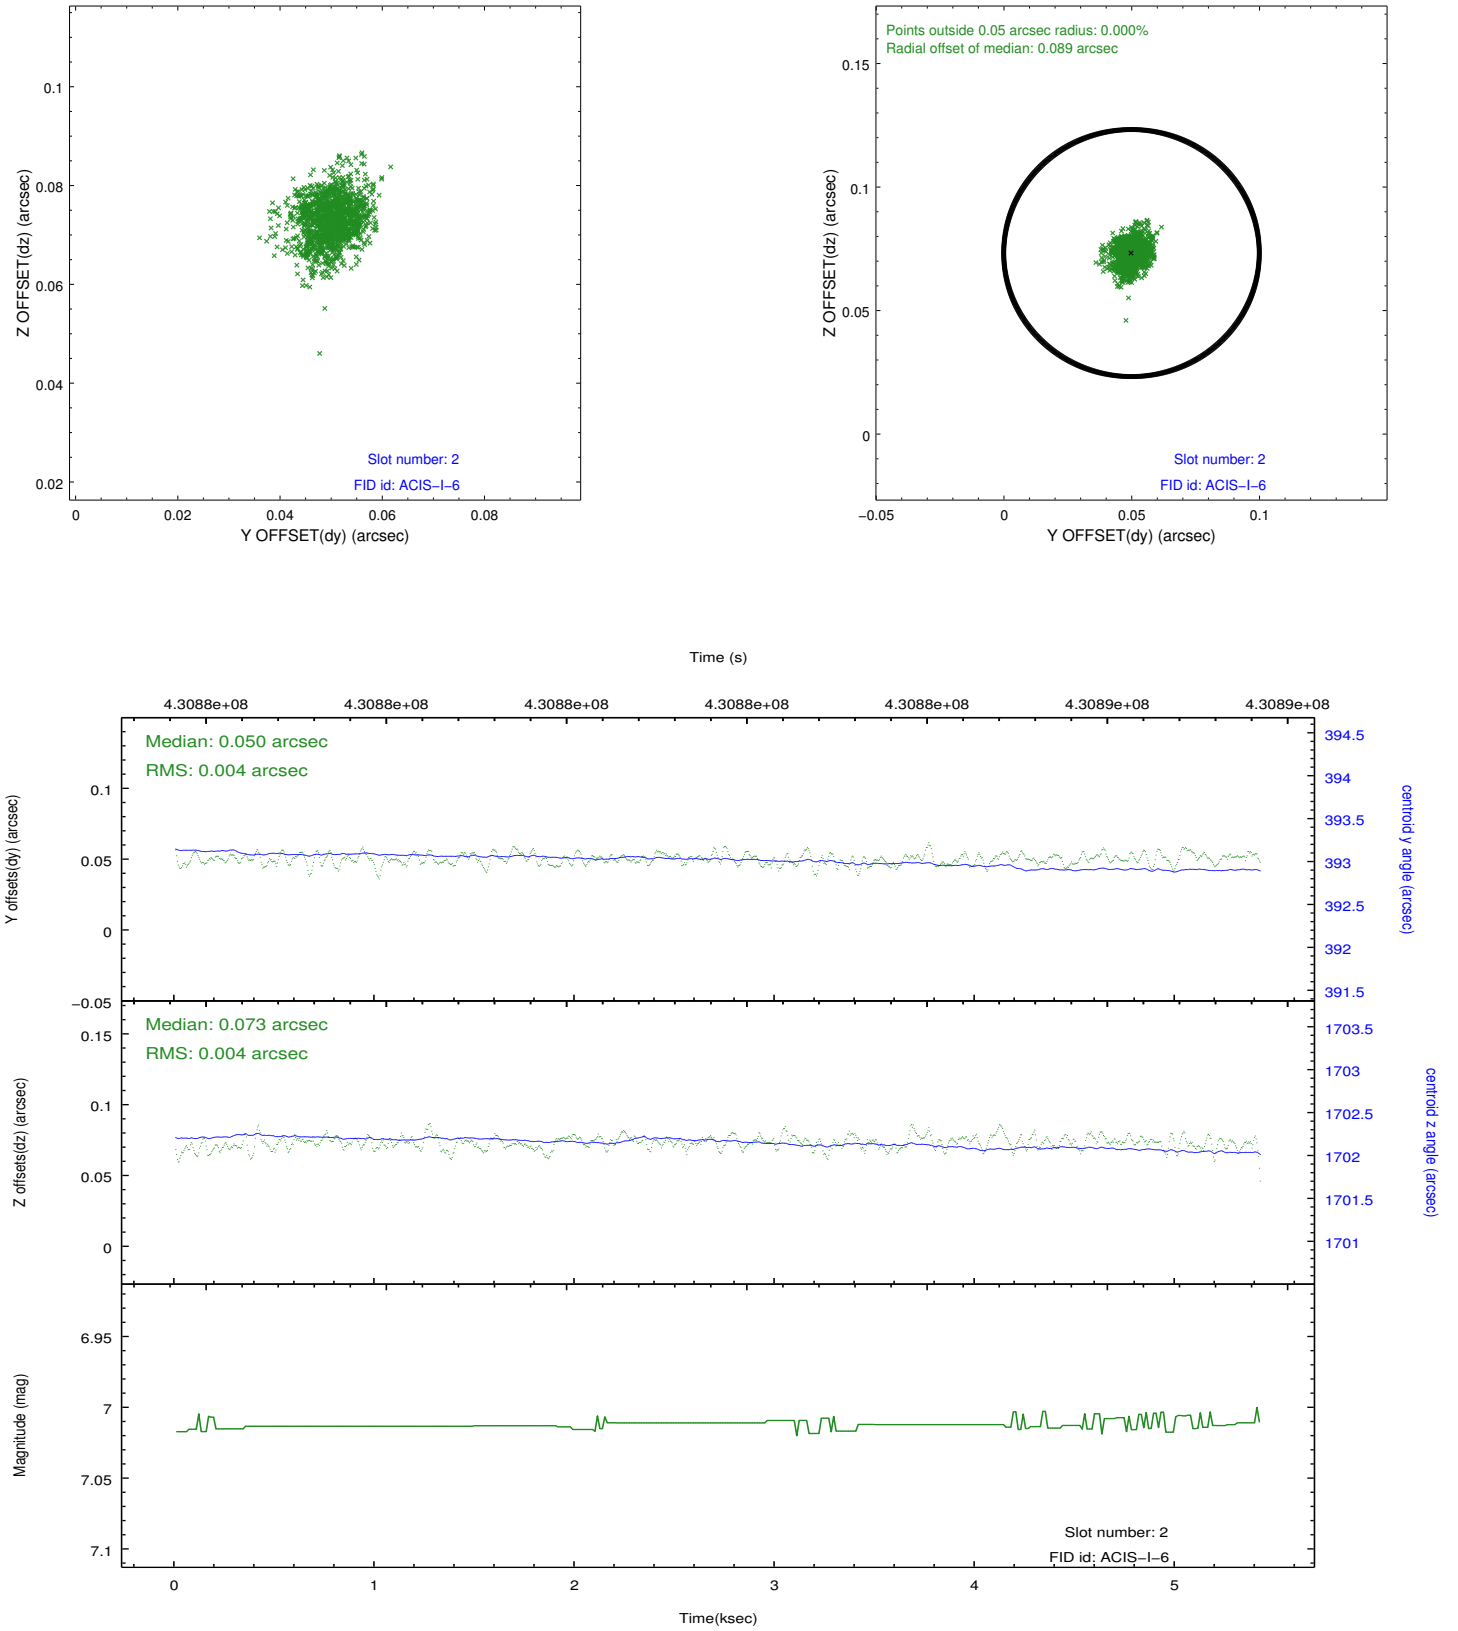 0.1
0.08
0.06
0.04
0.02
Z OFFSET(dz) (arcsec)
Slot number: 2
FID id: ACIS−I−6
0 0.02 0.04 0.06 0.08
Y OFFSET(dy) (arcsec)
Points outside 0.05 arcsec radius: 0.000%
Radial offset of median: 0.089 arcsec
0.15
0.1
0.05
0
Z OFFSET(dz) (arcsec)
Slot number: 2
FID id: ACIS−I−6
−0.05 0 0.05 0.1
Y OFFSET(dy) (arcsec)
Time (s)
4.3088e+08 4.3088e+08 4.3088e+08 4.3088e+08 4.3088e+08 4.3089e+08 4.3089e+08
Median: 0.050 arcsec
RMS: 0.004 arcsec
0.1
0.05
0
−0.05
Y offsets(dy) (arcsec)
394.5
394
393.5
393
392.5
392
391.5
centroid y angle (arcsec)
Median: 0.073 arcsec
RMS: 0.004 arcsec
0.15
0.1
0.05
0
Z offsets(dz) (arcsec)
1703.5
1703
1702.5
1702
1701.5
1701
centroid z angle (arcsec)
6.95
7
7.05
7.1
Magnitude (mag)
Slot number: 2
FID id: ACIS−I−6
0 1 2 3 4 5
Time(ksec)